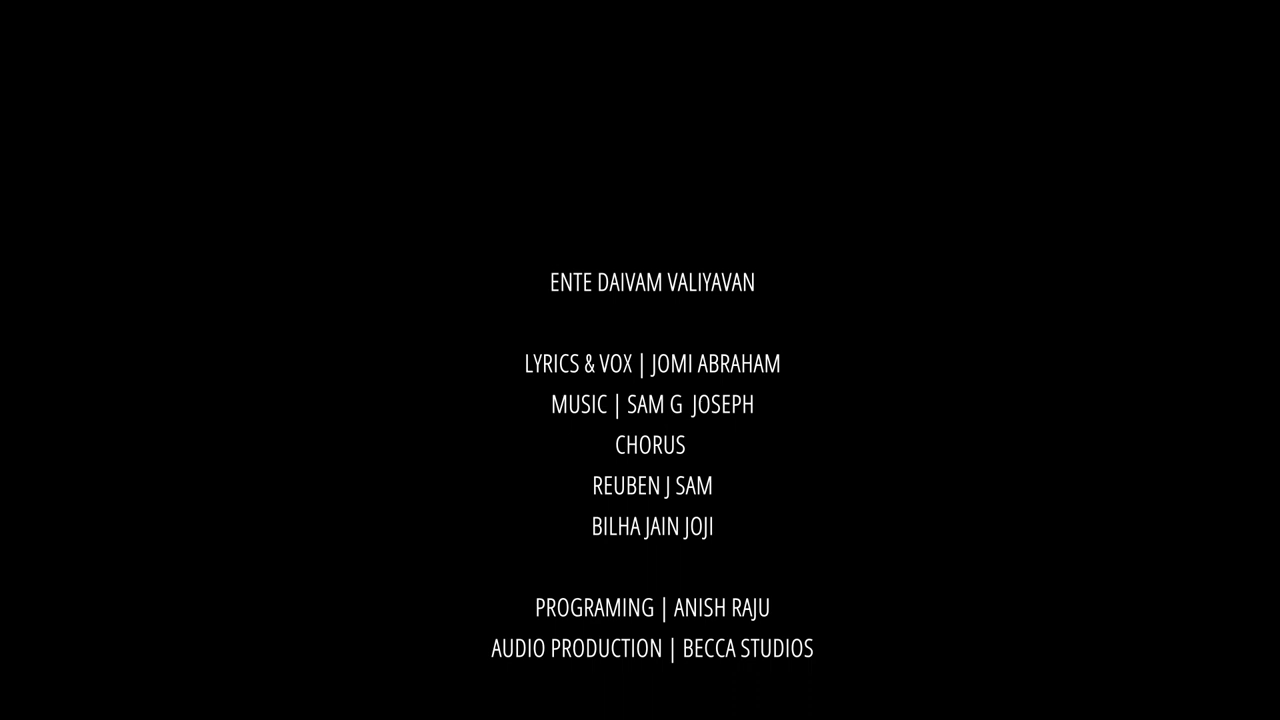 ENTE DAIVAM VALIYAVAN
LYRICS & VOX | JOMI ABRAHAM
MUSIC | SAM G  JOSEPH
CHORUS
REUBEN J SAM
BILHA JAIN JOJI
PROGRAMING | ANISH RAJU
AUDIO PRODUCTION | BECCA STUDIOS